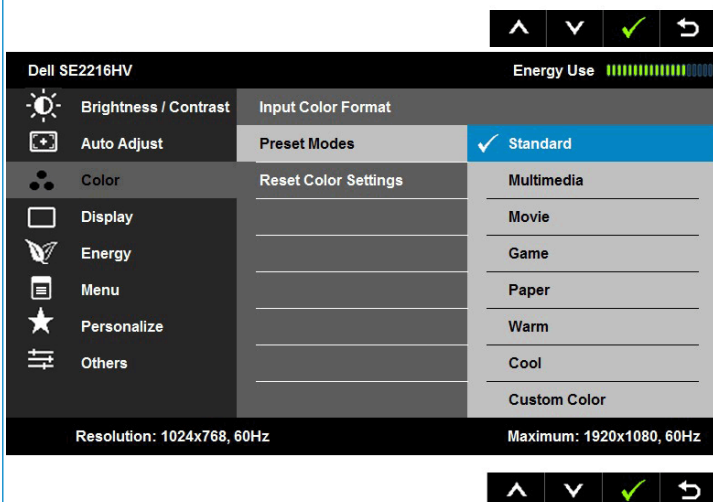 Dell SE2216HV Energy Use
Brightness / Contrast Input Color Format
Auto Adjust Preset Modes Standard
Color Reset Color Settings Multimedia
Display Movie
Energy Game
Menu Paper
Personalize Warm
Others Cool
Custom Color
Resolution: 1024x768, 60Hz Maximum: 1920x1080, 60Hz